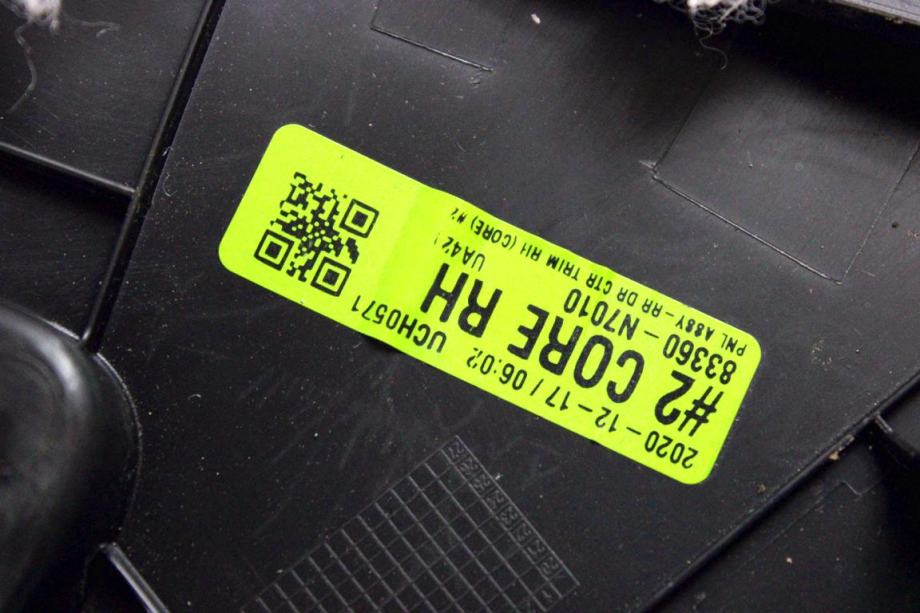 PNL ASSY - RR DR CTR TRIM RH (CORE) #2
83360 - N7010
#2 CORE RH
2020 - 12 - 17 / 06:02 UCH0571